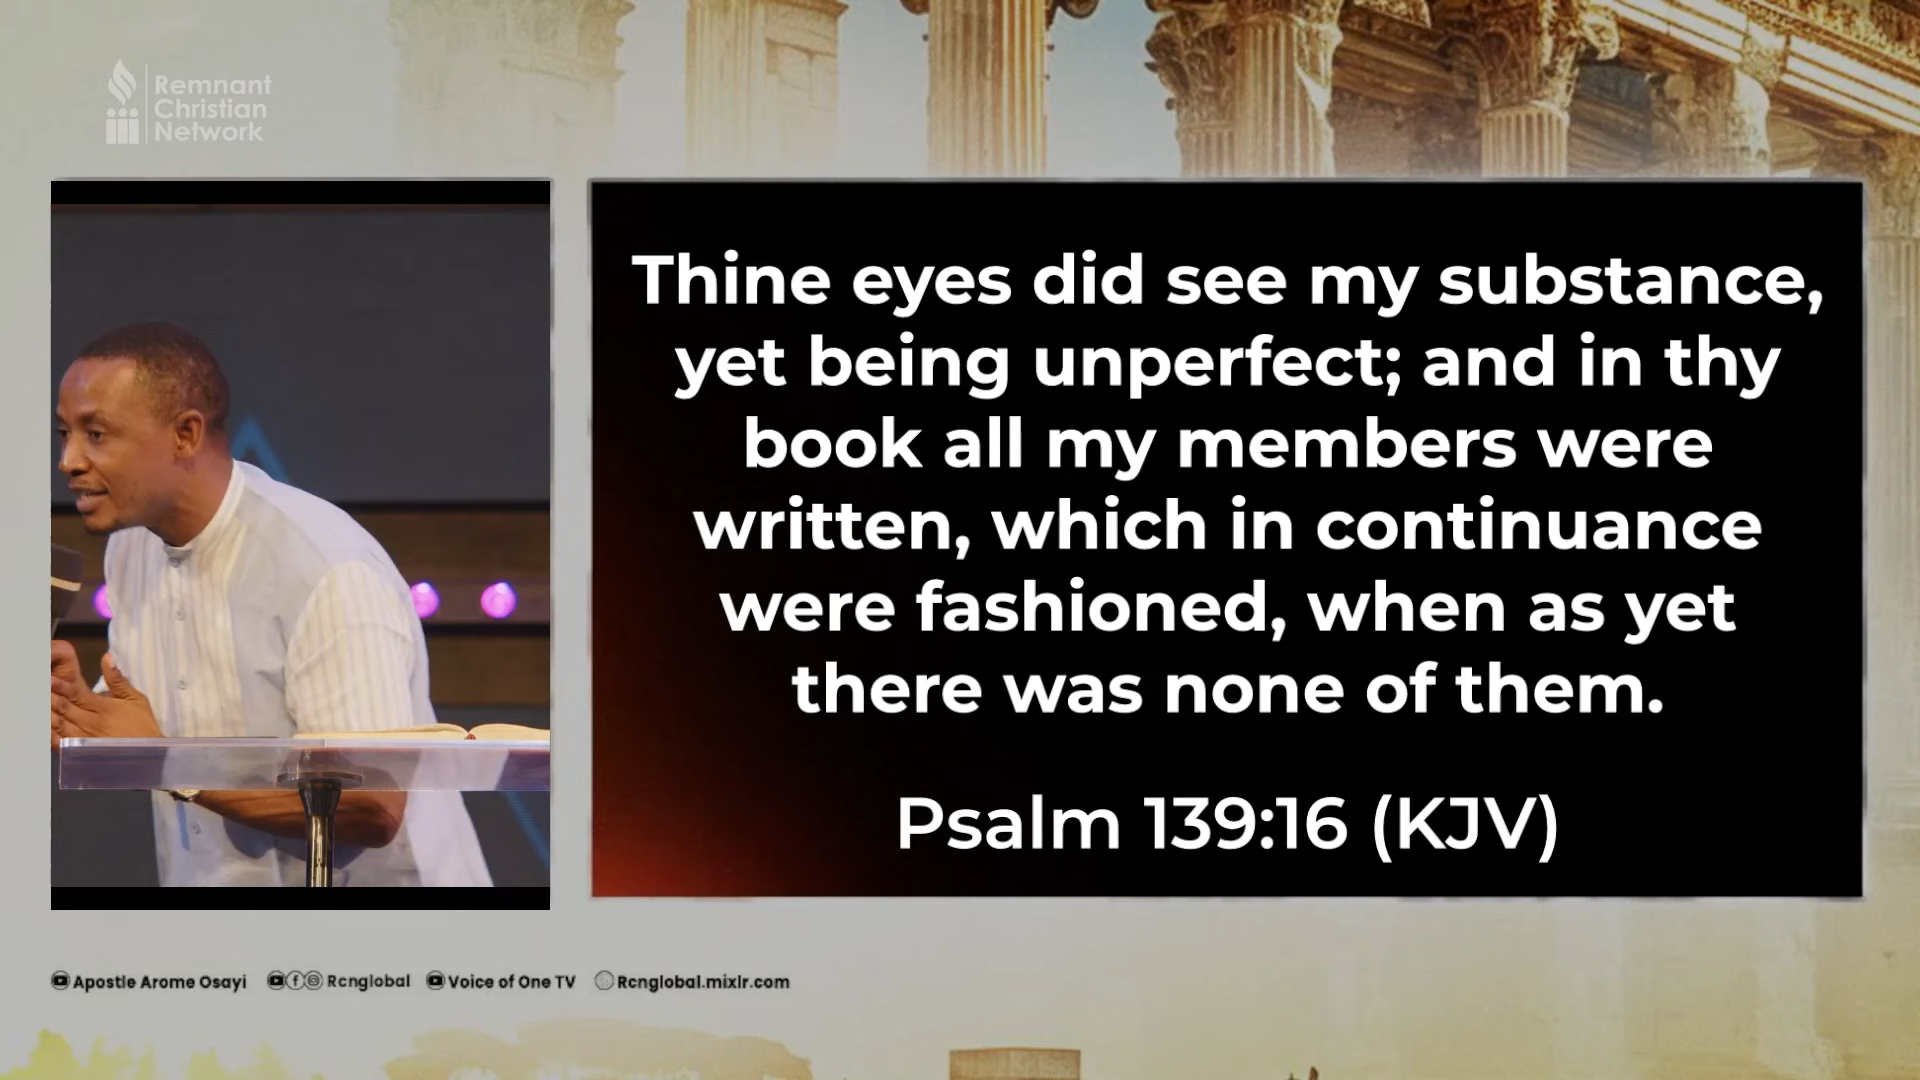 Remnant
Christian
Network
Thine eyes did see my substance,
yet being unperfect; and in thy
book all my members were
written, which in continuance
were fashioned, when as yet
there was none of them.
Psalm 139:16 (KJV)
Apostle Arome Osayi Rcnglobal Voice of One TV Rcnglobal.mixlr.com